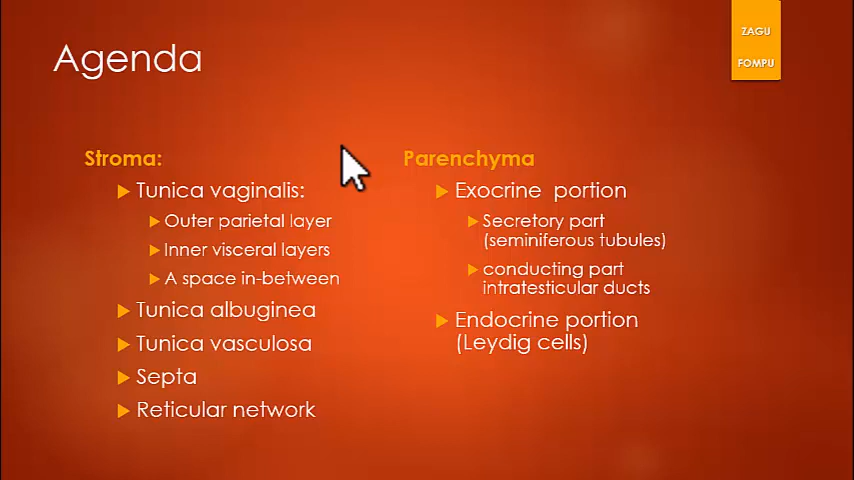 Agenda
ZAGU
FOMPU
Stroma:
Tunica vaginalis:
Outer parietal layer
Inner visceral layers
A space in-between
Tunica albuginea
Tunica vasculosa
Septa
Reticular network
Parenchyma
Exocrine portion
Secretory part
(seminiferous tubules)
conducting part
intratesticular ducts
Endocrine portion
(Leydig cells)